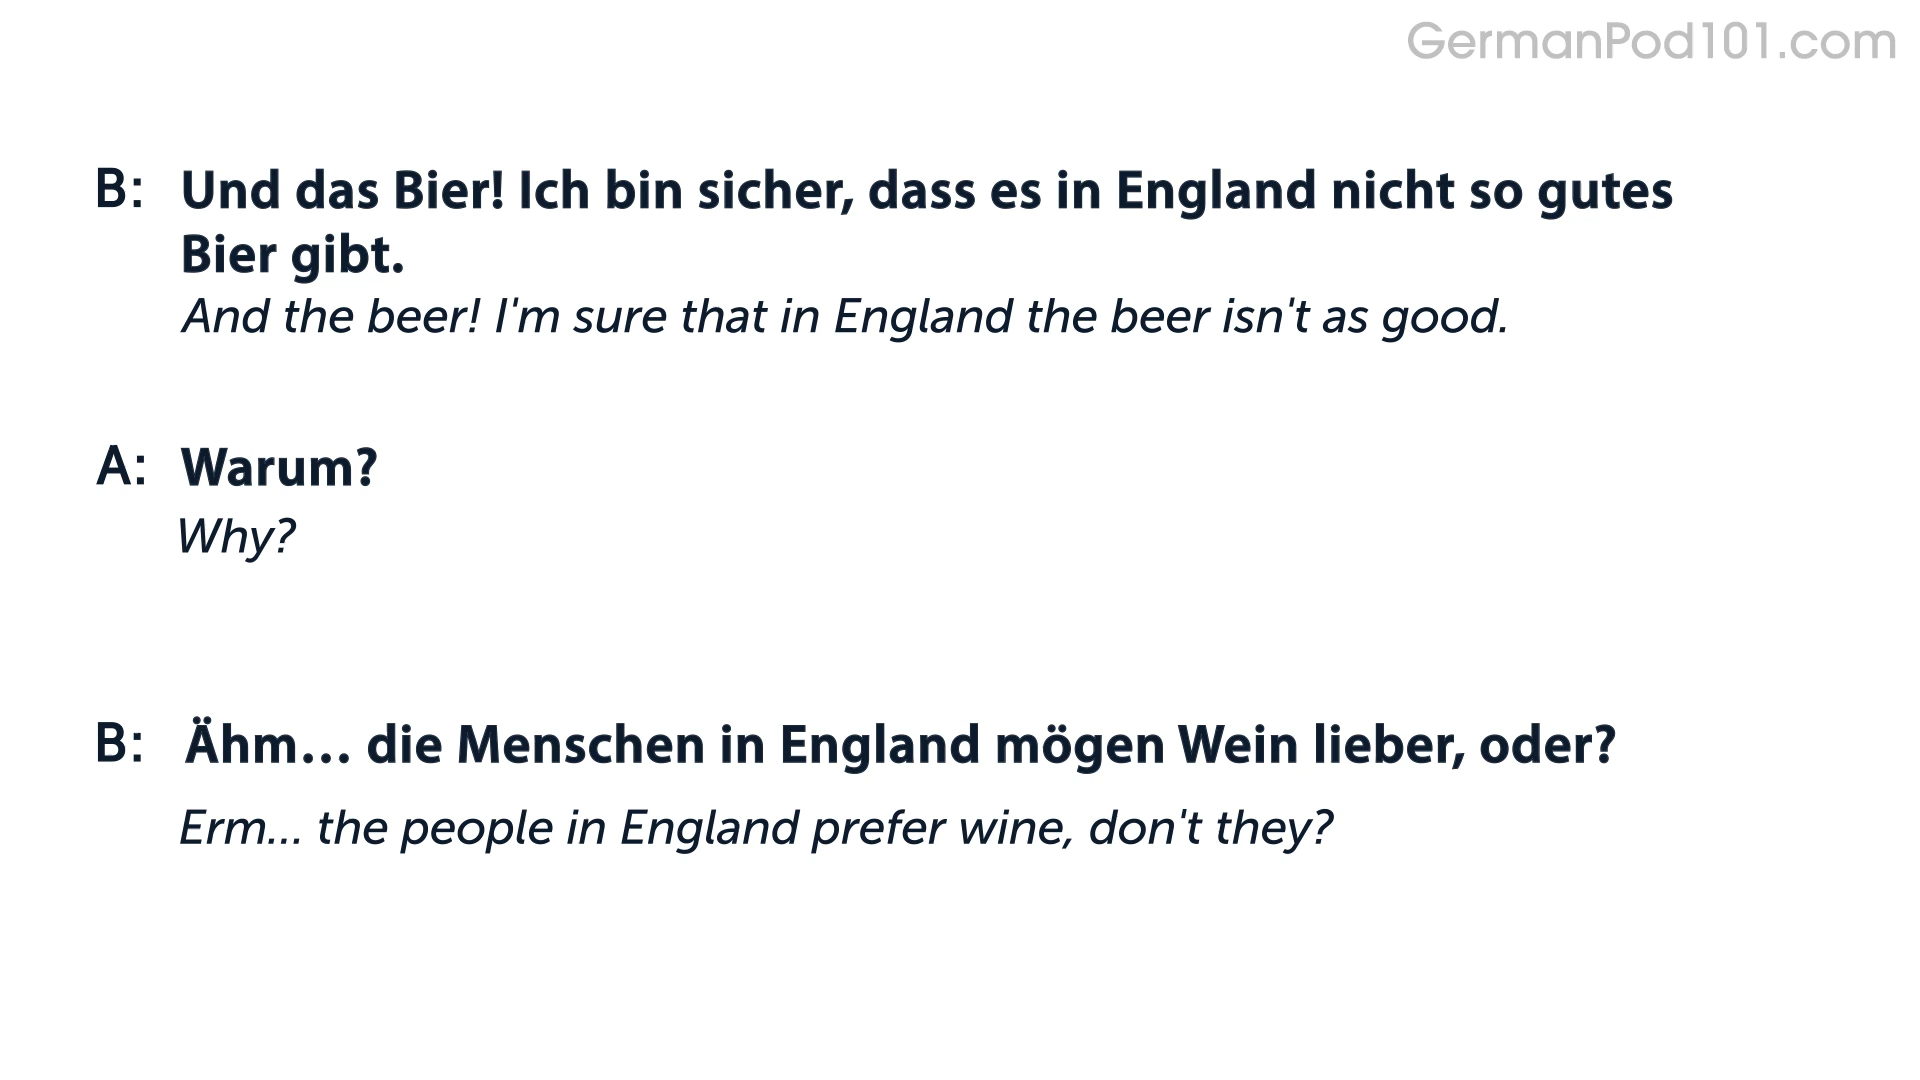 GermanPod101.com
B: Und das Bier! Ich bin sicher, dass es in England nicht so gutes
Bier gibt.
And the beer! I'm sure that in England the beer isn't as good.
A: Warum?
Why?
B: Ähm… die Menschen in England mögen Wein lieber, oder?
Erm... the people in England prefer wine, don't they?